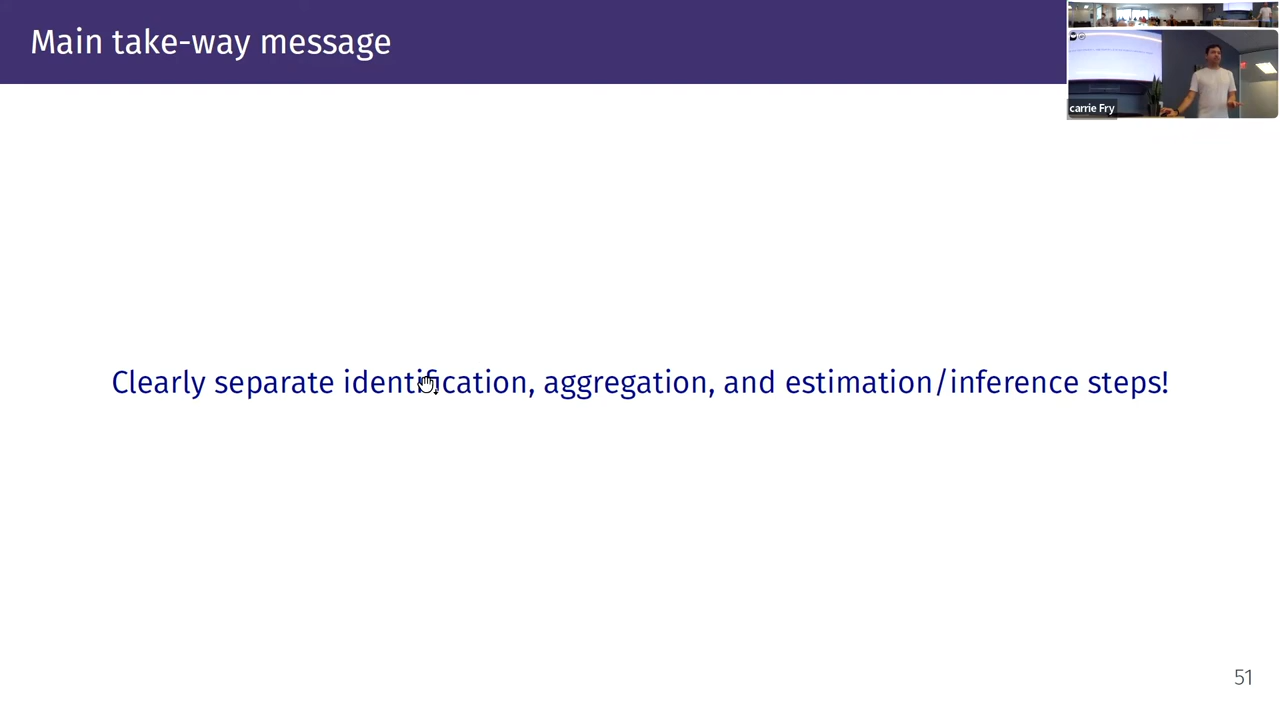 Main take-way message
carrie Fry
Clearly separate identification, aggregation, and estimation/inference steps!
51